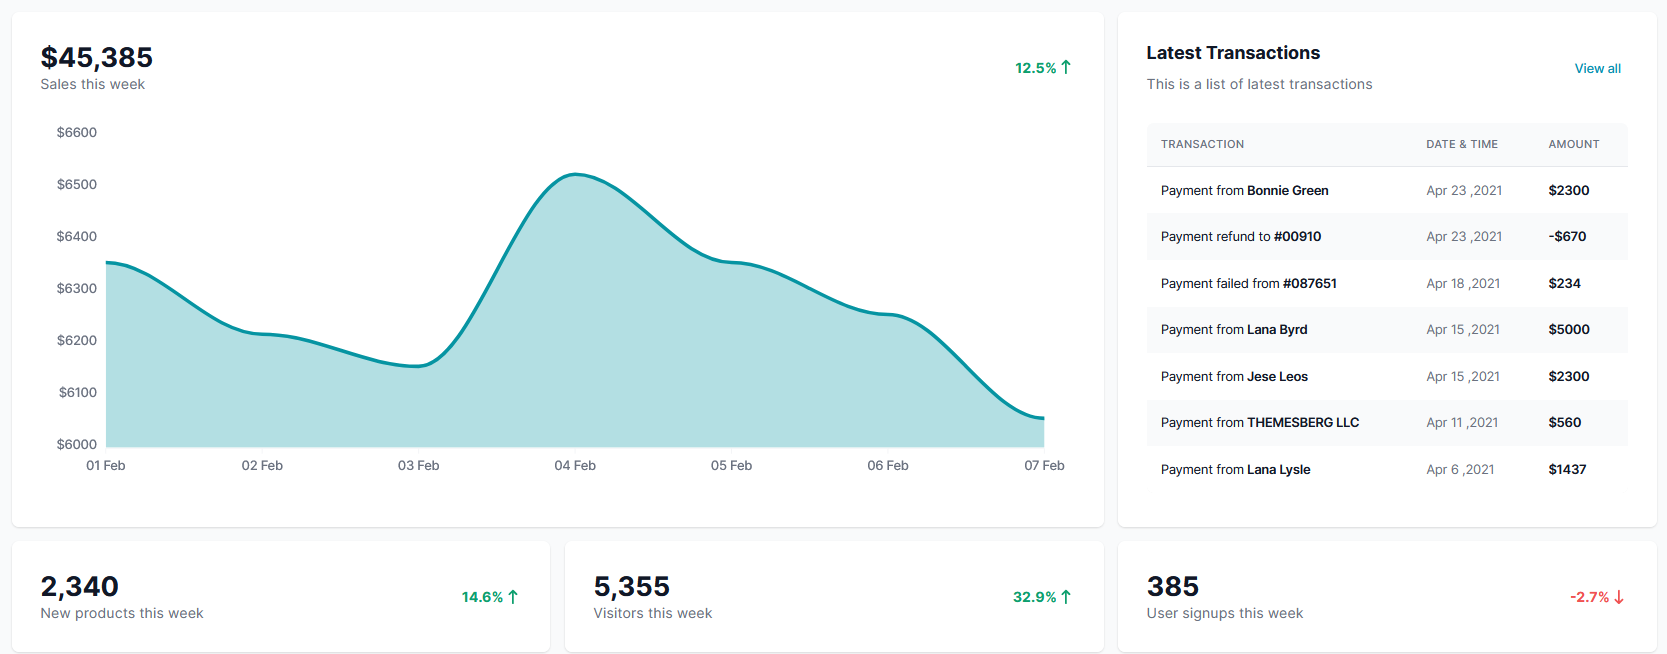 $45,385
Sales this week
12.5% ↑
$6600
$6500
$6400
$6300
$6200
$6100
$6000
01 Feb 02 Feb 03 Feb 04 Feb 05 Feb 06 Feb 07 Feb
Latest Transactions
This is a list of latest transactions
View all
TRANSACTION DATE & TIME AMOUNT
Payment from Bonnie Green Apr 23 ,2021 $2300
Payment refund to #00910 Apr 23 ,2021 -$670
Payment failed from #087651 Apr 18 ,2021 $234
Payment from Lana Byrd Apr 15 ,2021 $5000
Payment from Jese Leos Apr 15 ,2021 $2300
Payment from THEMESBERG LLC Apr 11 ,2021 $560
Payment from Lana Lysle Apr 6 ,2021 $1437
2,340
New products this week
14.6% ↑
5,355
Visitors this week
32.9% ↑
385
User signups this week
-2.7% ↓